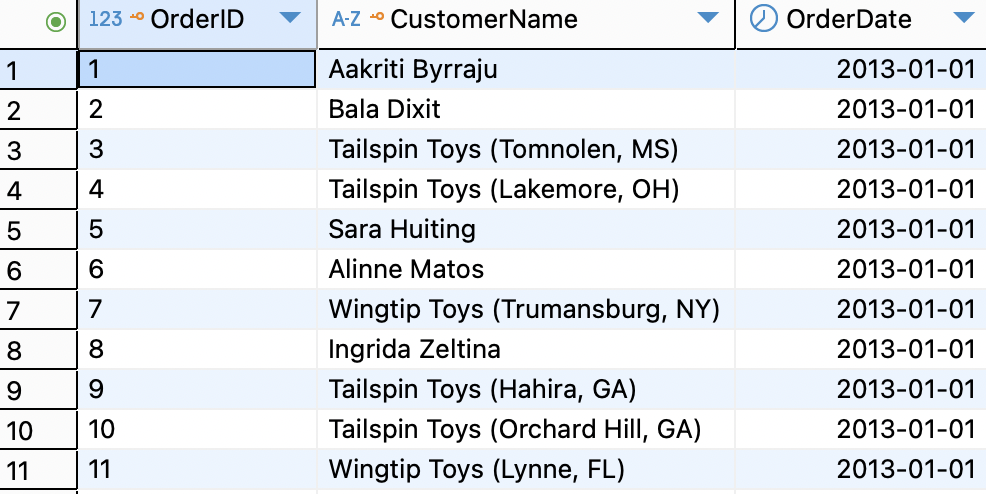 123 OrderID A-Z CustomerName OrderDate
1 1 Aakriti Byrraju 2013-01-01
2 2 Bala Dixit 2013-01-01
3 3 Tailspin Toys (Tomnolen, MS) 2013-01-01
4 4 Tailspin Toys (Lakemore, OH) 2013-01-01
5 5 Sara Huiting 2013-01-01
6 6 Alinne Matos 2013-01-01
7 7 Wingtip Toys (Trumansburg, NY) 2013-01-01
8 8 Ingrida Zeltina 2013-01-01
9 9 Tailspin Toys (Hahira, GA) 2013-01-01
10 10 Tailspin Toys (Orchard Hill, GA) 2013-01-01
11 11 Wingtip Toys (Lynne, FL) 2013-01-01